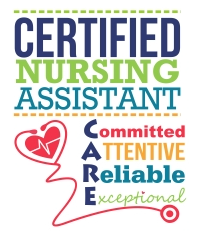 CERTIFIED
NURSING
ASSISTANT
Committed
ATTENTIVE
Reliable
Exceptional